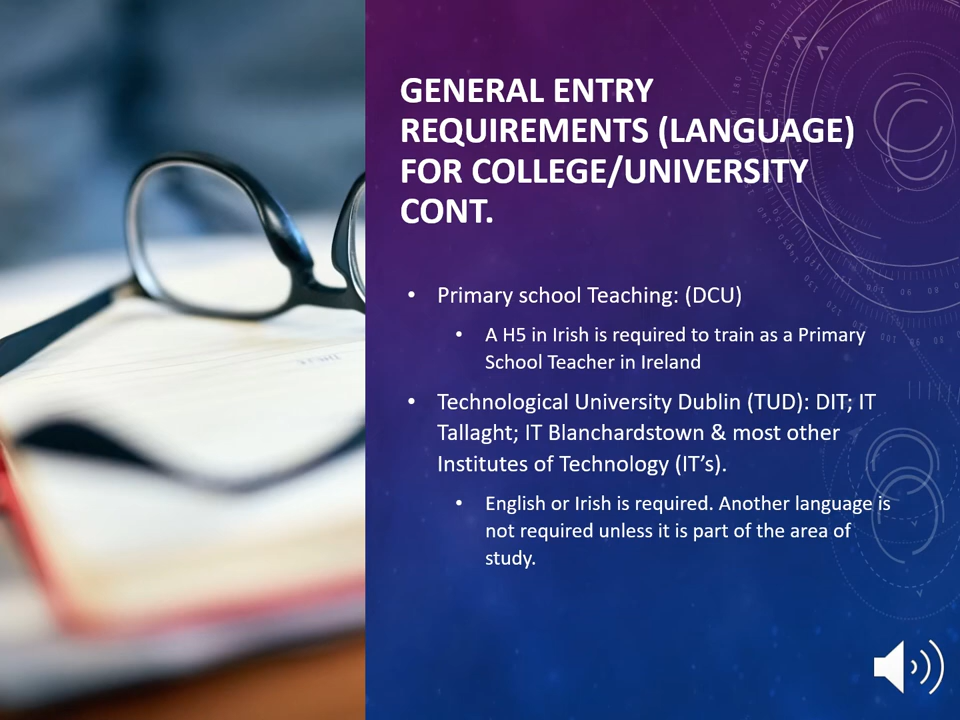 GENERAL ENTRY
REQUIREMENTS (LANGUAGE)
FOR COLLEGE/UNIVERSITY
CONT.
• Primary school Teaching: (DCU)
• A H5 in Irish is required to train as a Primary
School Teacher in Ireland
• Technological University Dublin (TUD): DIT; IT
Tallaght; IT Blanchardstown & most other
Institutes of Technology (IT’s).
• English or Irish is required. Another language is
not required unless it is part of the area of
study.